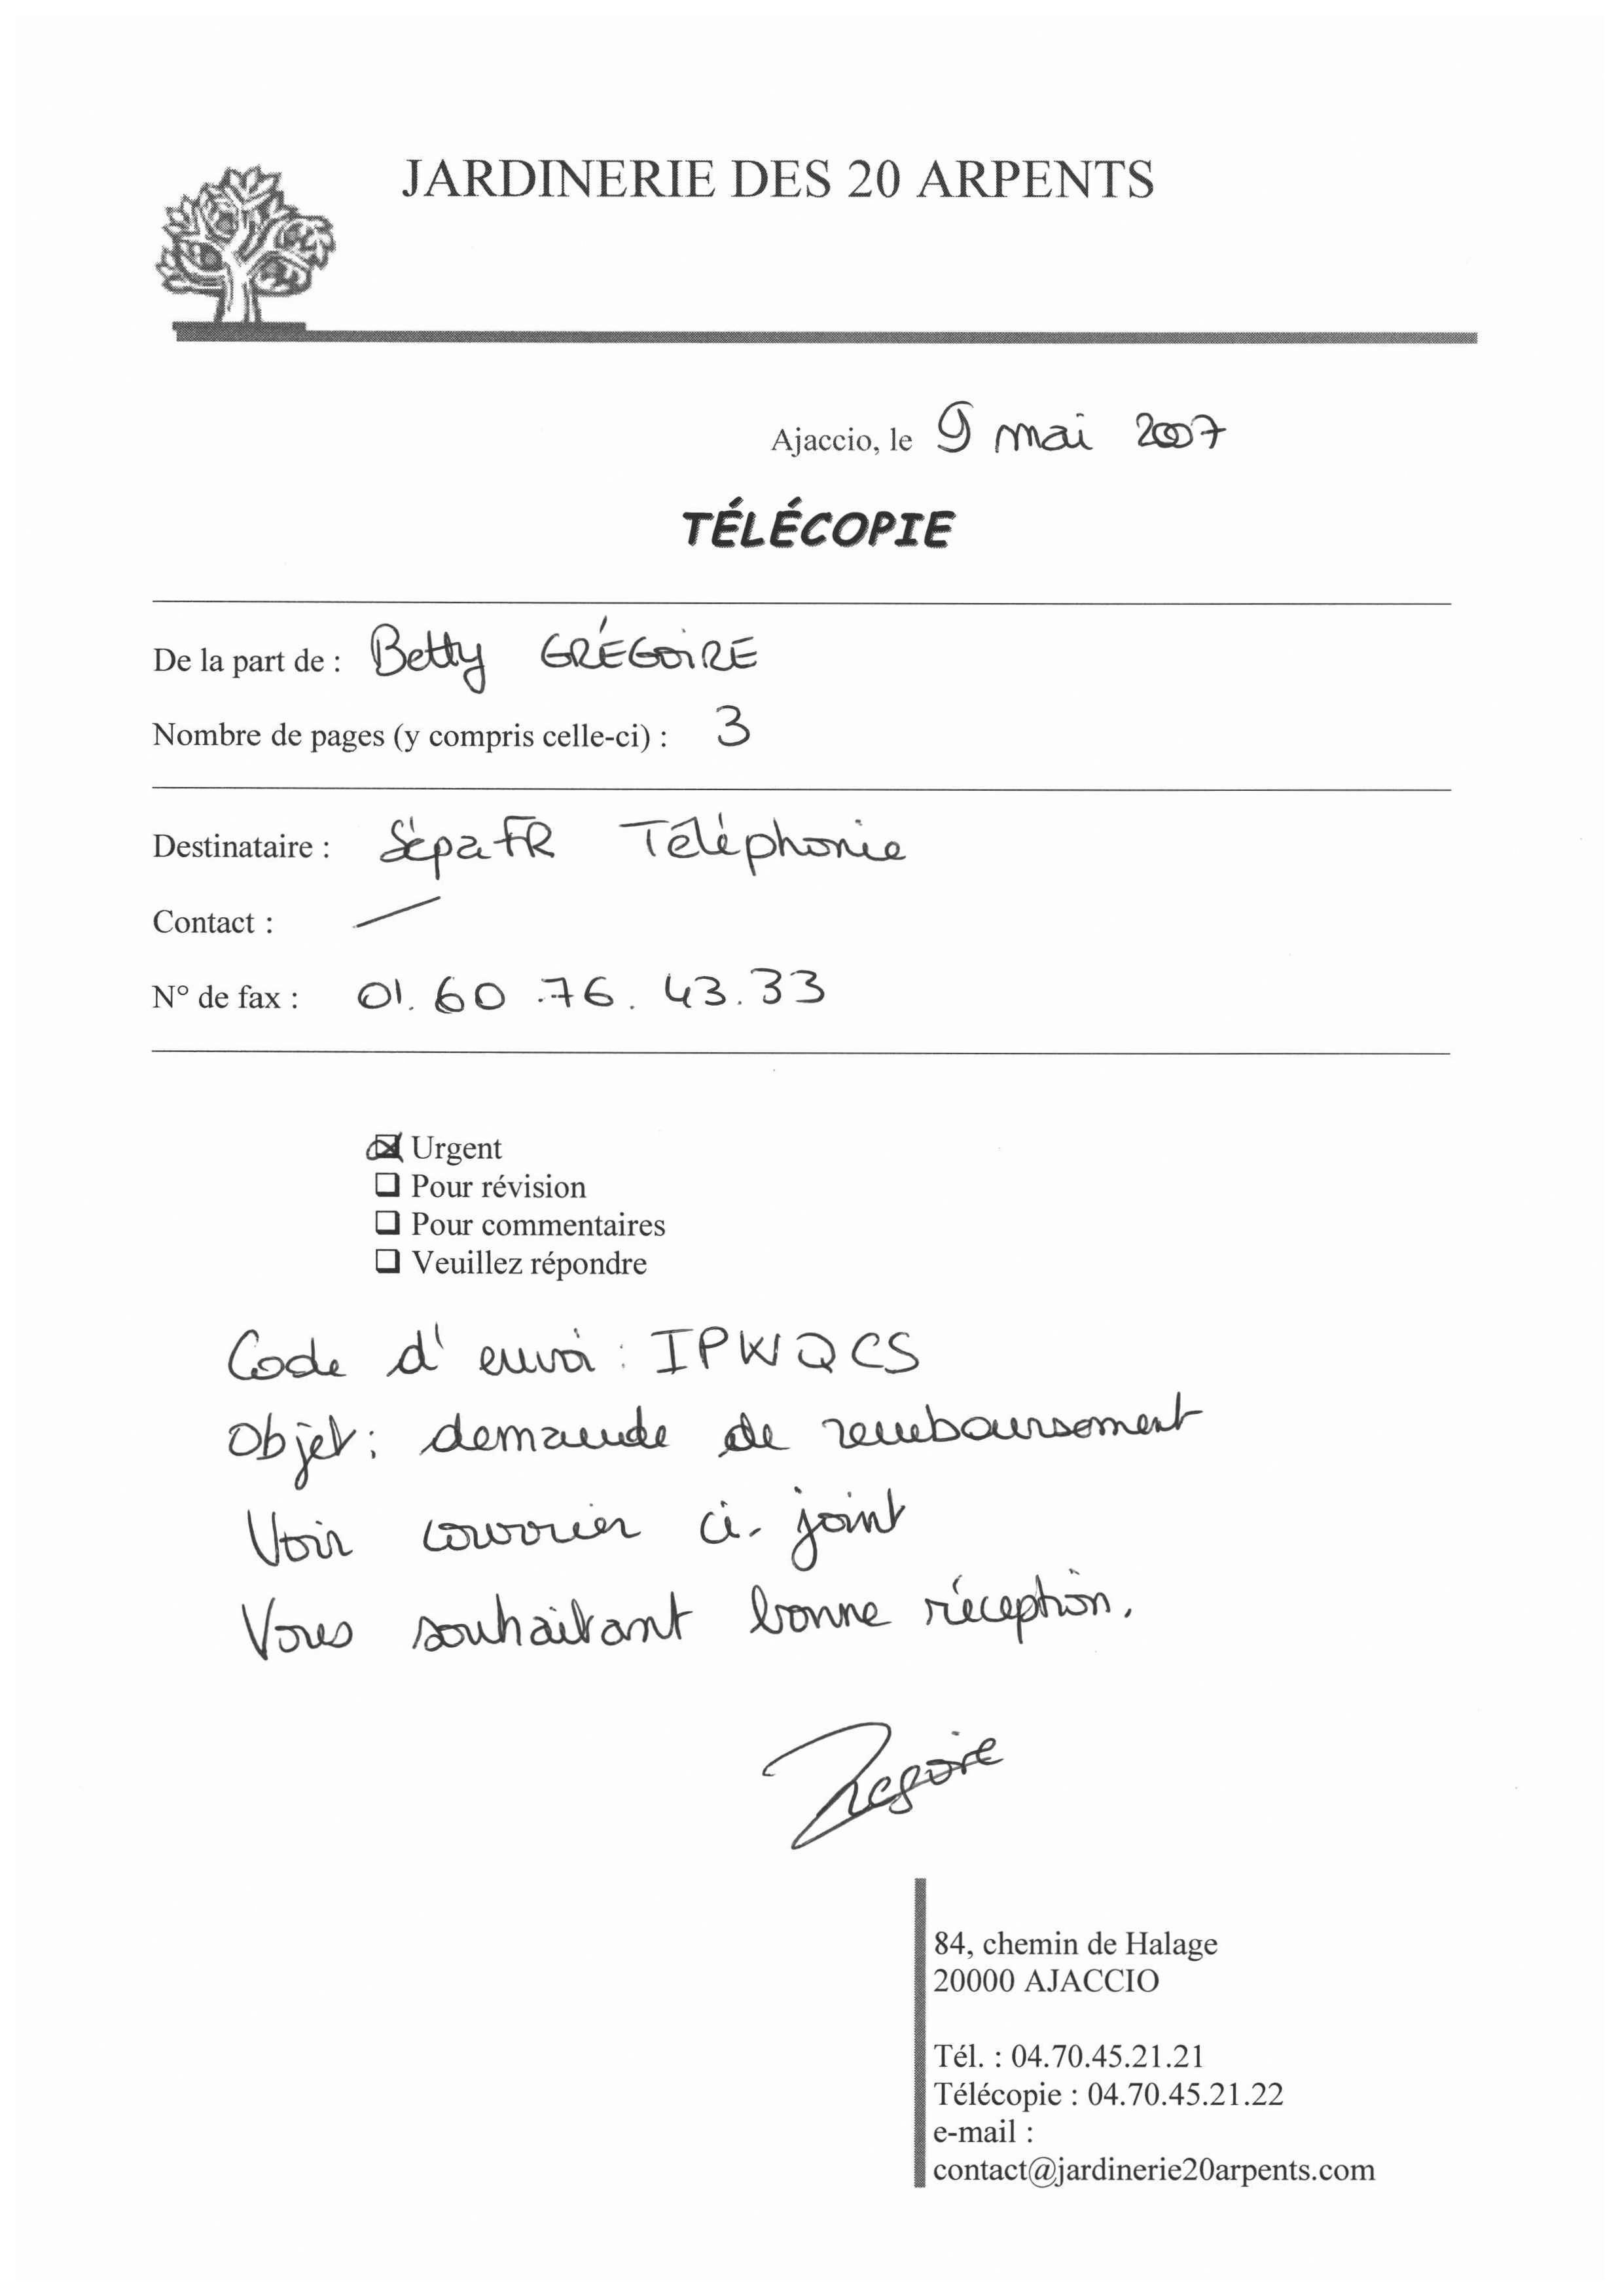 JARDINERIE DES 20 ARPENTS
Ajaccio, le 9 mai 2007
TÉLÉCOPIE
De la part de : Betty GRÉGOIRE
Nombre de pages (y compris celle-ci) : 3
Destinataire : SépaFR Téléphonie
Contact : /
N° de fax : 01.60.76.43.33
☒ Urgent
☐ Pour révision
☐ Pour commentaires
☐ Veuillez répondre
Code d'envoi : IPWQCS
Objet : demande de remboursement
Voir courrier ci-joint
Vous souhaitant bonne réception.
Grégoire
84, chemin de Halage
20000 AJACCIO
Tél. : 04.70.45.21.21
Télécopie : 04.70.45.21.22
e-mail :
contact@jardinerie20arpents.com